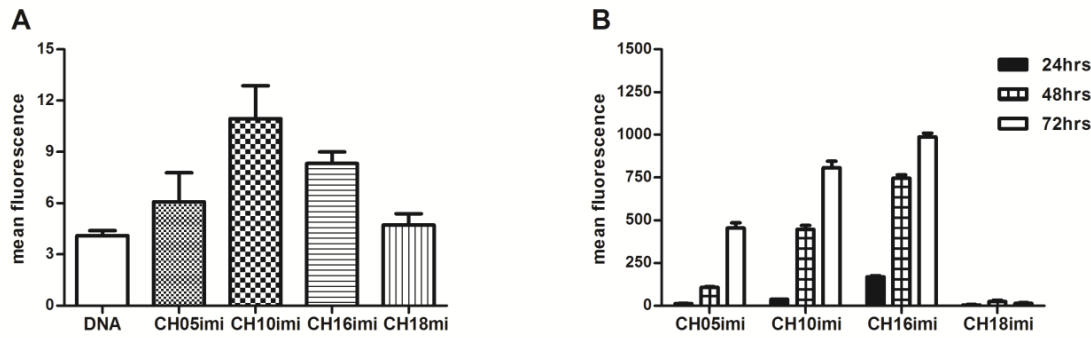 A
mean fluorescence
15
12
9
6
3
0
DNA CH05imi CH10imi CH16imi CH18mi
B
mean fluorescence
1500
1250
1000
750
500
250
0
CH05imi CH10imi CH16imi CH18imi
24hrs
48hrs
72hrs